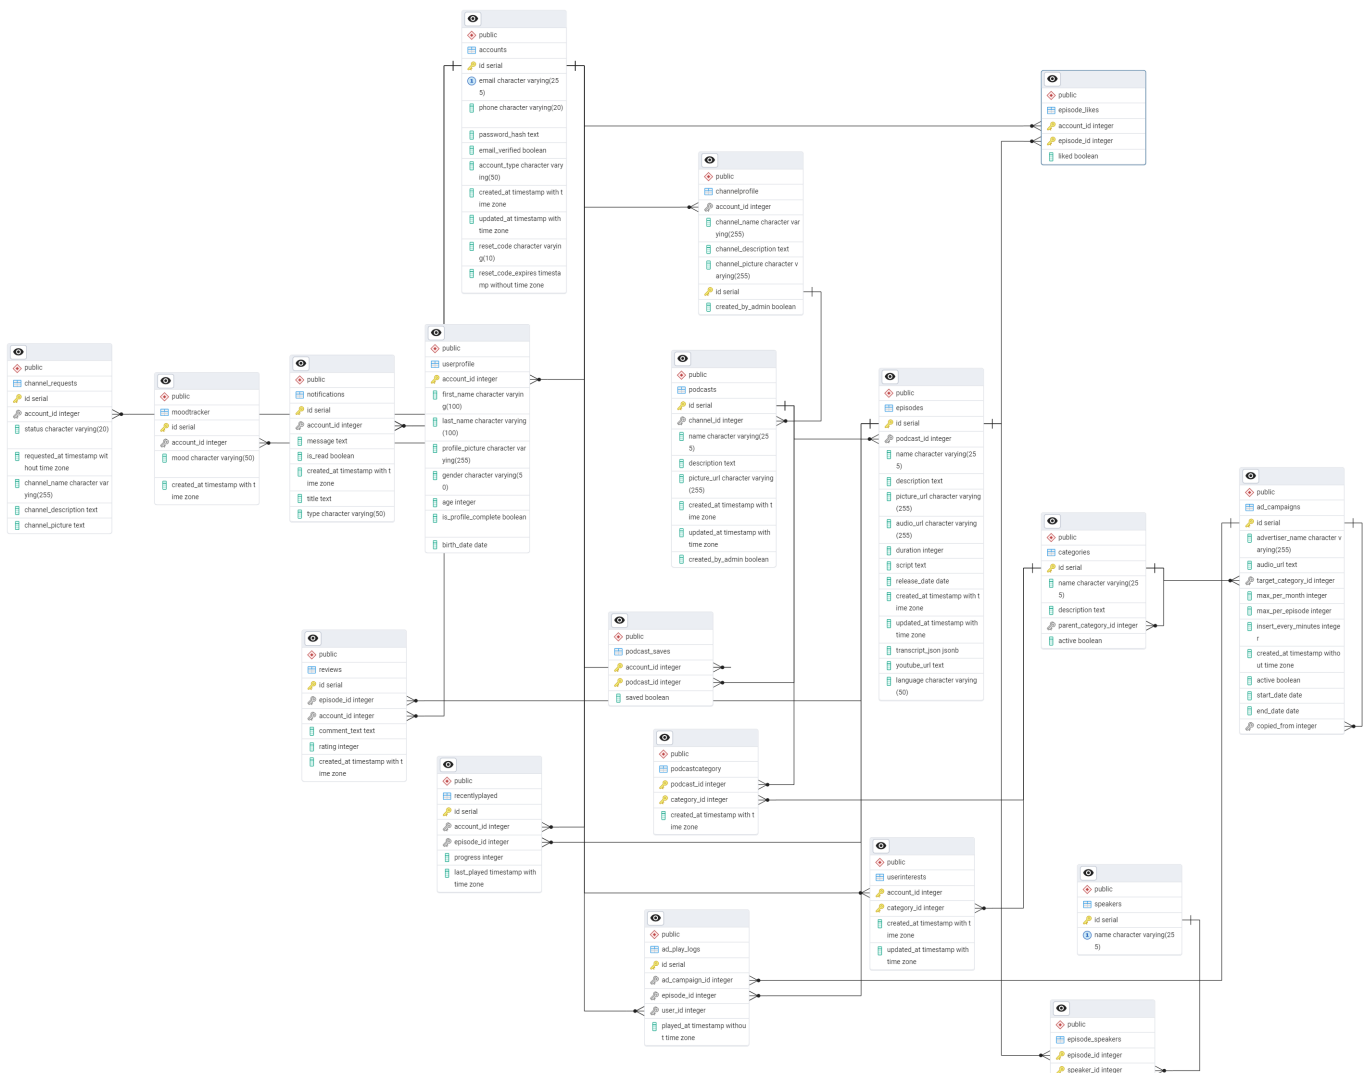 public
accounts
id serial
email character varying(25
5)
phone character varying(20)
password_hash text
email_verified boolean
account_type character vary
ing(50)
created_at timestamp with t
ime zone
updated_at timestamp with
time zone
reset_code character varyin
g(10)
reset_code_expires timesta
mp without time zone
public
episode_likes
account_id integer
episode_id integer
liked boolean
public
channelprofile
account_id integer
channel_name character var
ying(255)
channel_description text
channel_picture character v
arying(255)
id serial
created_by_admin boolean
public
channel_requests
id serial
account_id integer
status character varying(20)
requested_at timestamp wit
hout time zone
channel_name character var
ying(255)
channel_description text
channel_picture text
public
moodtracker
id serial
account_id integer
mood character varying(50)
created_at timestamp with t
ime zone
public
notifications
id serial
account_id integer
message text
is_read boolean
created_at timestamp with t
ime zone
title text
type character varying(50)
public
userprofile
account_id integer
first_name character varyin
g(100)
last_name character varying
(100)
profile_picture character var
ying(255)
gender character varying(5
0)
age integer
is_profile_complete boolean
birth_date date
public
podcasts
id serial
channel_id integer
name character varying(25
5)
description text
picture_url character varying
(255)
created_at timestamp with t
ime zone
updated_at timestamp with
time zone
created_by_admin boolean
public
episodes
id serial
podcast_id integer
name character varying(25
5)
description text
picture_url character varying
(255)
audio_url character varying
(255)
duration integer
script text
release_date date
created_at timestamp with t
ime zone
updated_at timestamp with
time zone
transcript_json jsonb
youtube_url text
language character varying
(50)
public
categories
id serial
name character varying(25
5)
description text
parent_category_id integer
active boolean
public
ad_campaigns
id serial
advertiser_name character v
arying(255)
audio_url text
target_category_id integer
max_per_month integer
max_per_episode integer
insert_every_minutes intege
r
created_at timestamp witho
ut time zone
active boolean
start_date date
end_date date
copied_from integer
public
reviews
id serial
episode_id integer
account_id integer
comment_text text
rating integer
created_at timestamp with t
ime zone
public
podcast_saves
account_id integer
podcast_id integer
saved boolean
public
podcastcategory
podcast_id integer
category_id integer
created_at timestamp with t
ime zone
public
recentlyplayed
id serial
account_id integer
episode_id integer
progress integer
last_played timestamp with
time zone
public
userinterests
account_id integer
category_id integer
created_at timestamp with t
ime zone
updated_at timestamp with
time zone
public
speakers
id serial
name character varying(25
5)
public
ad_play_logs
id serial
ad_campaign_id integer
episode_id integer
user_id integer
played_at timestamp withou
t time zone
public
episode_speakers
episode_id integer
speaker_id integer